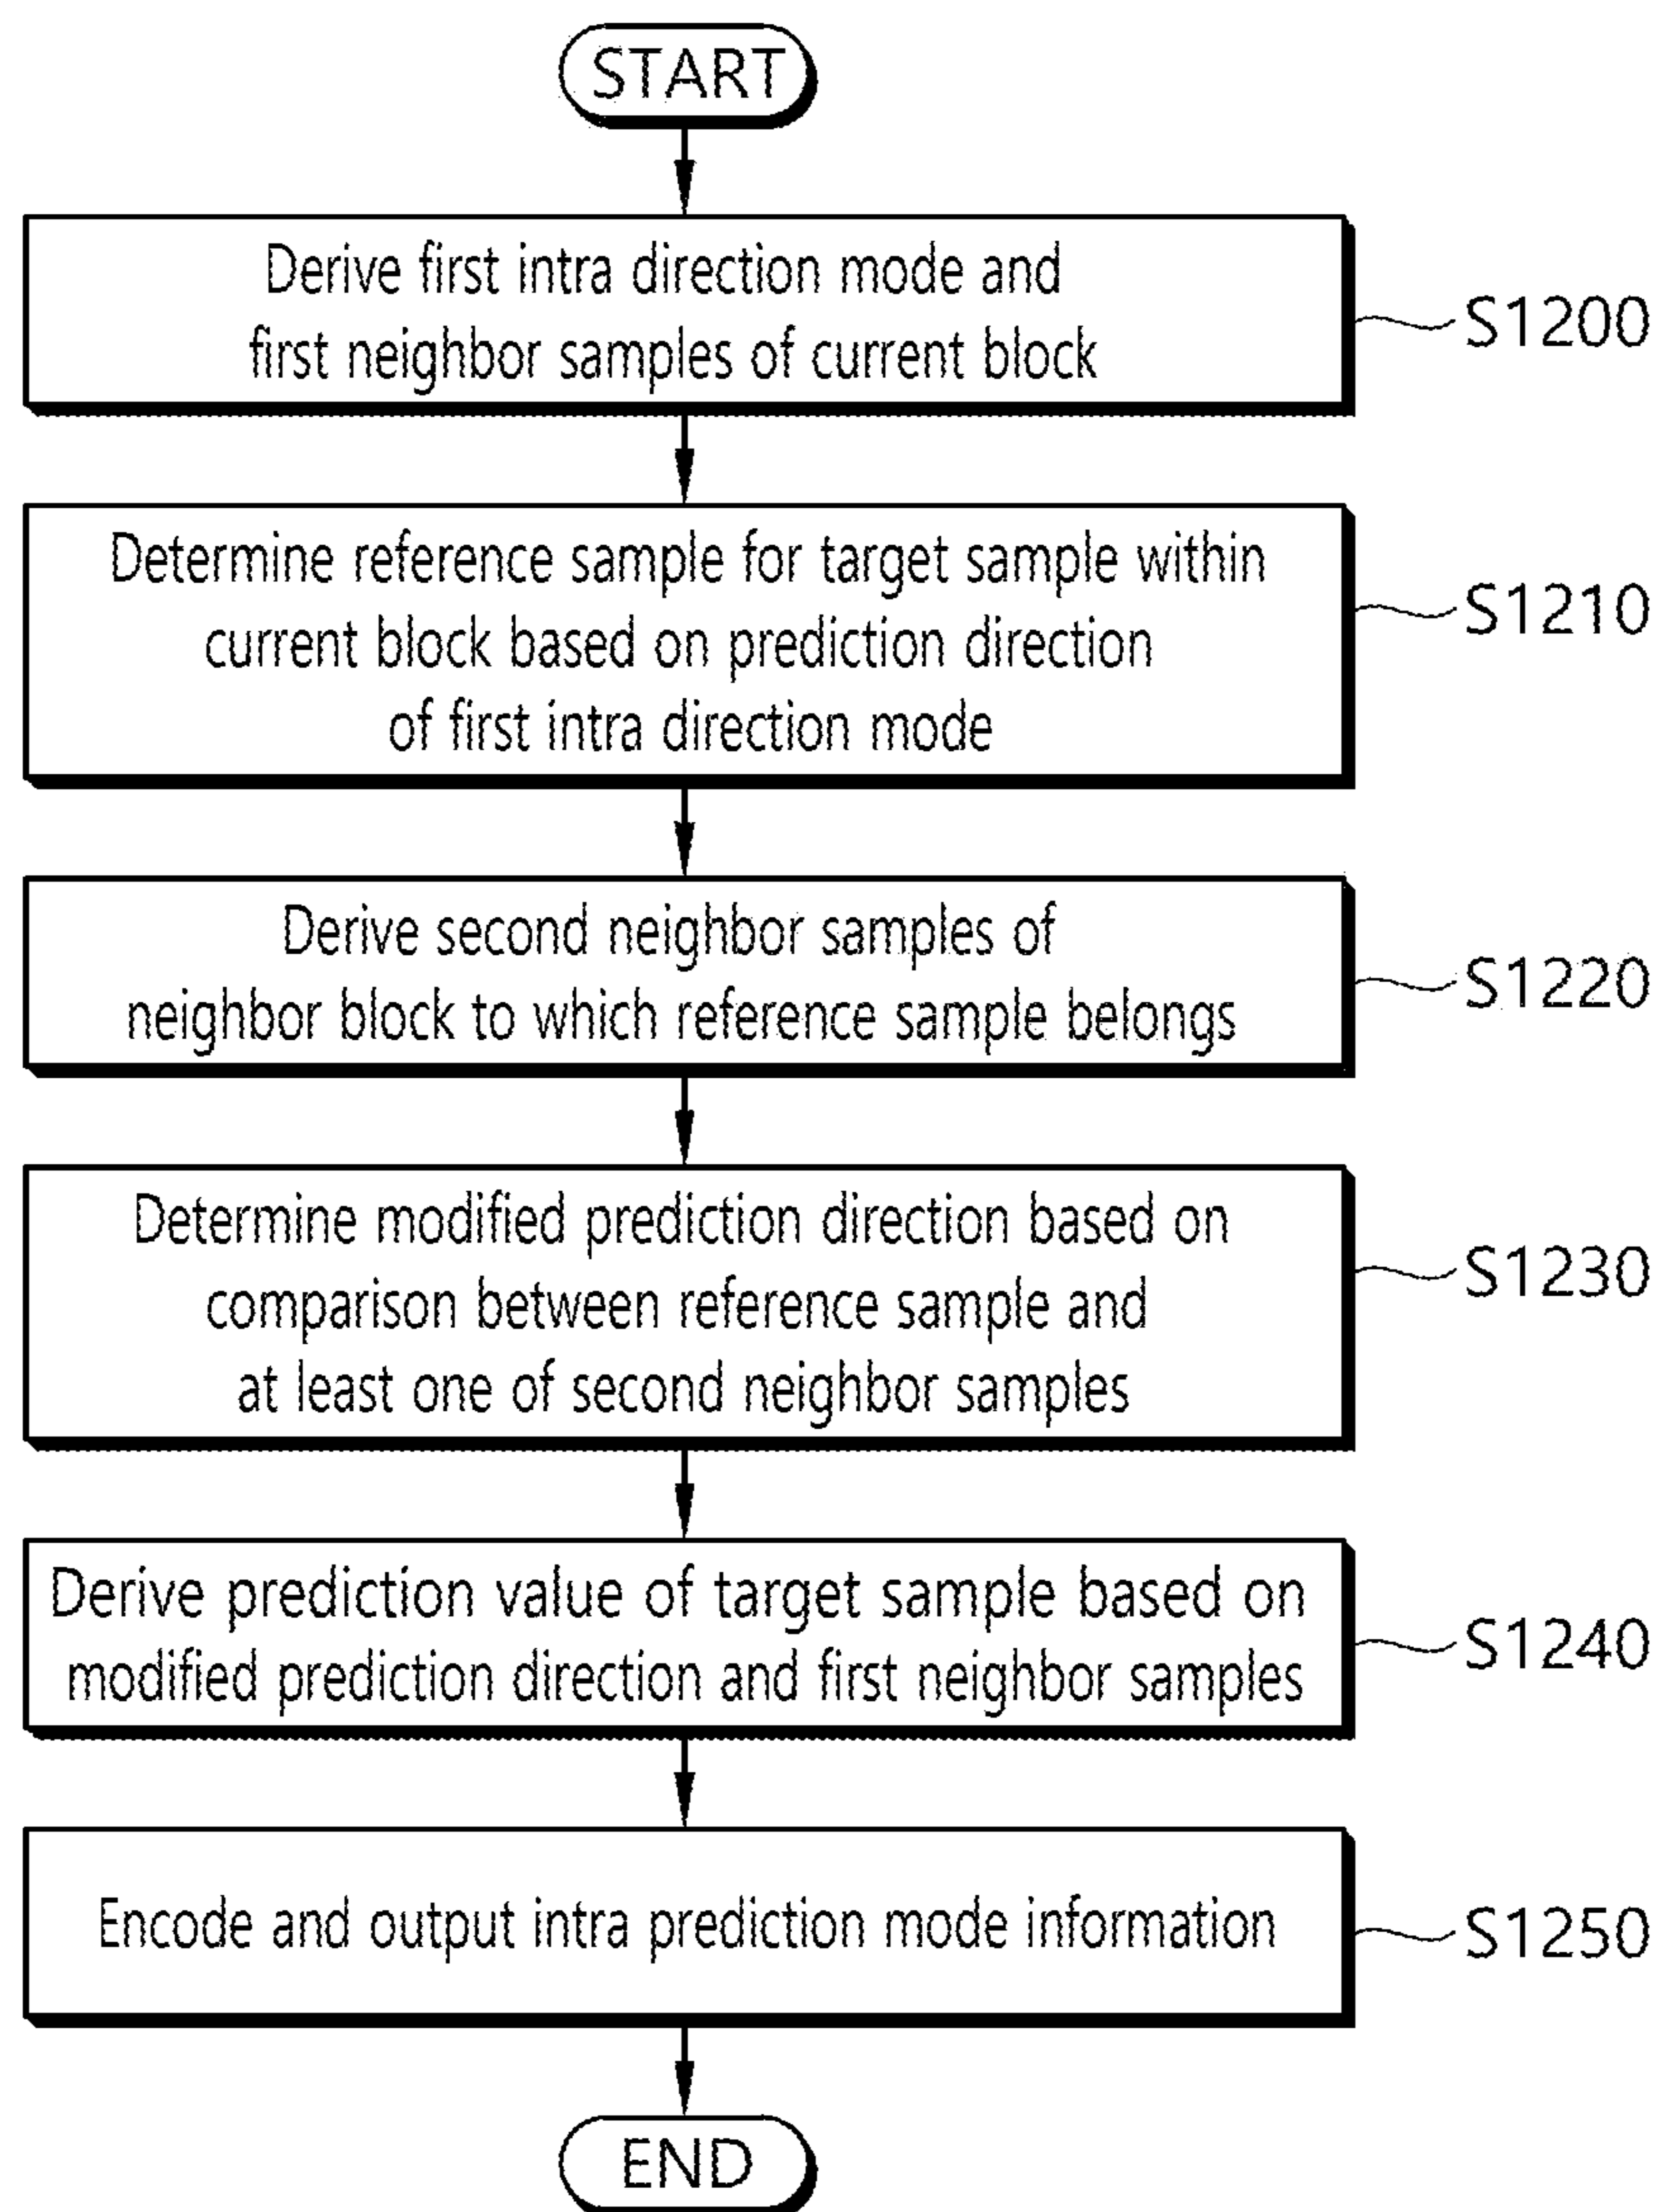 START
Derive first intra direction mode and
first neighbor samples of current block
S1200
Determine reference sample for target sample within
current block based on prediction direction
of first intra direction mode
S1210
Derive second neighbor samples of
neighbor block to which reference sample belongs
S1220
Determine modified prediction direction based on
comparison between reference sample and
at least one of second neighbor samples
S1230
Derive prediction value of target sample based on
modified prediction direction and first neighbor samples
S1240
Encode and output intra prediction mode information
S1250
END